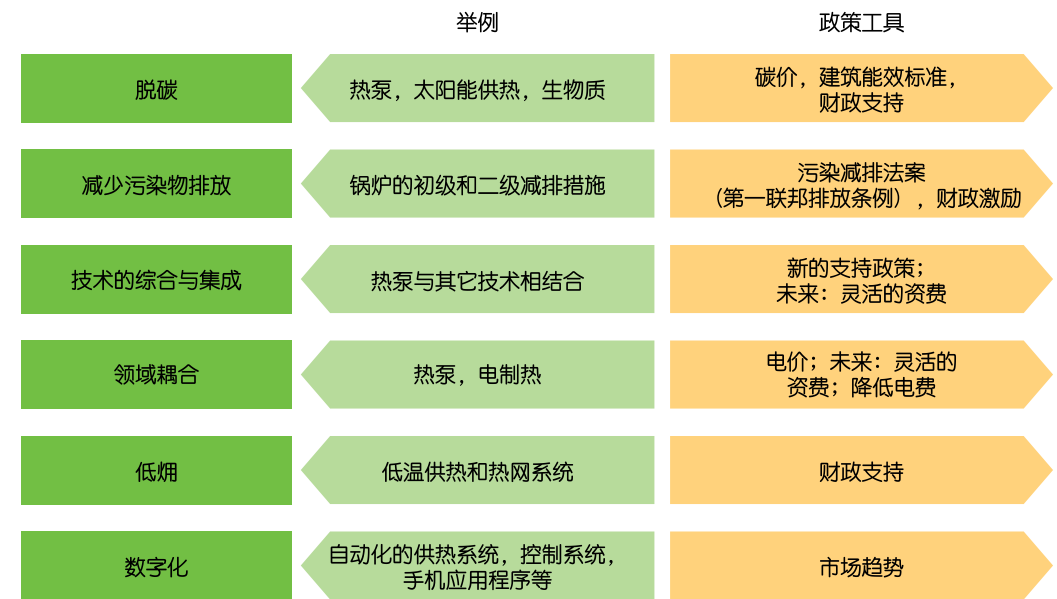 举例
政策工具
脱碳
热泵，太阳能供热，生物质
碳价，建筑能效标准，
财政支持
减少污染物排放
锅炉的初级和二级减排措施
污染减排法案
（第一联邦排放条例），财政激励
技术的综合与集成
热泵与其它技术相结合
新的支持政策；
未来：灵活的资费
领域耦合
热泵，电制热
电价；未来：灵活的
资费；降低电费
低㶲
低温供热和热网系统
财政支持
数字化
自动化的供热系统，控制系统，
手机应用程序等
市场趋势